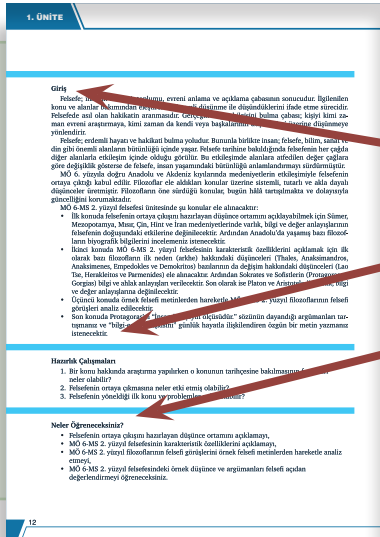 1. ÜNİTE
Giriş
Felsefe; evreni anlama ve açıklama çabasının sonucudur. İlgilenilen
konu ve alanlar bakımından düşünme ile düşündüklerini ifade etme sürecidir.
Felsefede asıl olan hakikatin aranmasıdır. bulma çabası; kişiyi kimi za-
man evreni araştırmaya, kimi zaman da kendi veya başkalarının üzerine düşünmeye
yönlendirir.
Felsefe; erdemli hayatı ve hakikati bulma yoludur. Bununla birlikte insan; felsefe, bilim, sanat ve
din gibi önemli alanların bütünlüğü içinde yaşar. Felsefe tarihine bakıldığında felsefenin her çağda
diğer alanlarla etkileşim içinde olduğu görülür. Bu etkileşimde alanlara atfedilen değer çağlara
göre değişiklik gösterse de felsefe, insan yaşamındaki bütünlüğü anlamlandırmayı sürdürmüştür.
MÖ 6. yüzyılda doğru Anadolu ve Akdeniz kıyılarında medeniyetlerin etkileşimiyle felsefenin
ortaya çıktığı kabul edilir. Filozoflar ele aldıkları konular üzerine sistemli, tutarlı ve akla dayalı
düşünceler üretmiştir. Filozofların öne sürdüğü konular, bugün hâlâ tartışılmakta ve dolayısıyla
güncelliğini korumaktadır.
MÖ 6-MS 2. yüzyıl felsefesi ünitesinde şu konular ele alınacaktır:
• İlk konuda felsefenin ortaya çıkışını hazırlayan düşünce ortamını açıklayabilmek için Sümer,
Mezopotamya, Mısır, Çin, Hint ve İran medeniyetlerinde varlık, bilgi ve değer anlayışlarının
felsefenin doğuşundaki etkilerine değinilecektir. Ardından Anadolu'da yaşamış bazı filozof-
ların biyografik bilgilerini incelemeniz istenecektir.
• İkinci konuda MÖ 6-MS 2. yüzyıl felsefesinin karakteristik özelliklerini açıklamak için ilk
olarak bazı filozofların ilk neden (arkhe) hakkındaki düşünceleri (Thales, Anaksimandros,
Anaksimenes, Empedokles ve Demokritos) bazılarının da değişim hakkındaki düşünceleri (Lao
Tse, Herakleitos ve Parmenides) ele alınacaktır. Ardından Sokrates ve Sofistlerin (Protagoras,
Gorgias) bilgi ve ahlak anlayışları verilecektir. Son olarak ise Platon ve bilgi
ve değer anlayışlarına değinilecektir.
• Üçüncü konuda örnek felsefi metinlerden hareketle 2. yüzyıl filozoflarının felsefi
görüşleri analiz edilecektir.
• Son konuda Protagoras'ın ölçüsüdür." sözünün dayandığı argümanları tar-
tışmanız ve günlük hayatla ilişkilendiren özgün bir metin yazmanız
istenecektir.
Hazırlık Çalışmaları
1. Bir konu hakkında araştırma yapılırken o konunun tarihçesine bakılmasının
neler olabilir?
2. Felsefenin ortaya çıkmasına neler etki etmiş olabilir?
3. Felsefenin yöneldiği ilk konu ve problemler olabilir?
Neler Öğreneceksiniz?
• Felsefenin ortaya çıkışını hazırlayan düşünce ortamını açıklamayı,
• MÖ 6-MS 2. yüzyıl felsefesinin karakteristik özelliklerini açıklamayı,
• MÖ 6-MS 2. yüzyıl filozoflarının felsefi görüşlerini örnek felsefi metinlerden hareketle analiz
etmeyi,
• MÖ 6-MS 2. yüzyıl felsefesindeki örnek düşünce ve argümanları felsefi açıdan
değerlendirmeyi öğreneceksiniz.
12